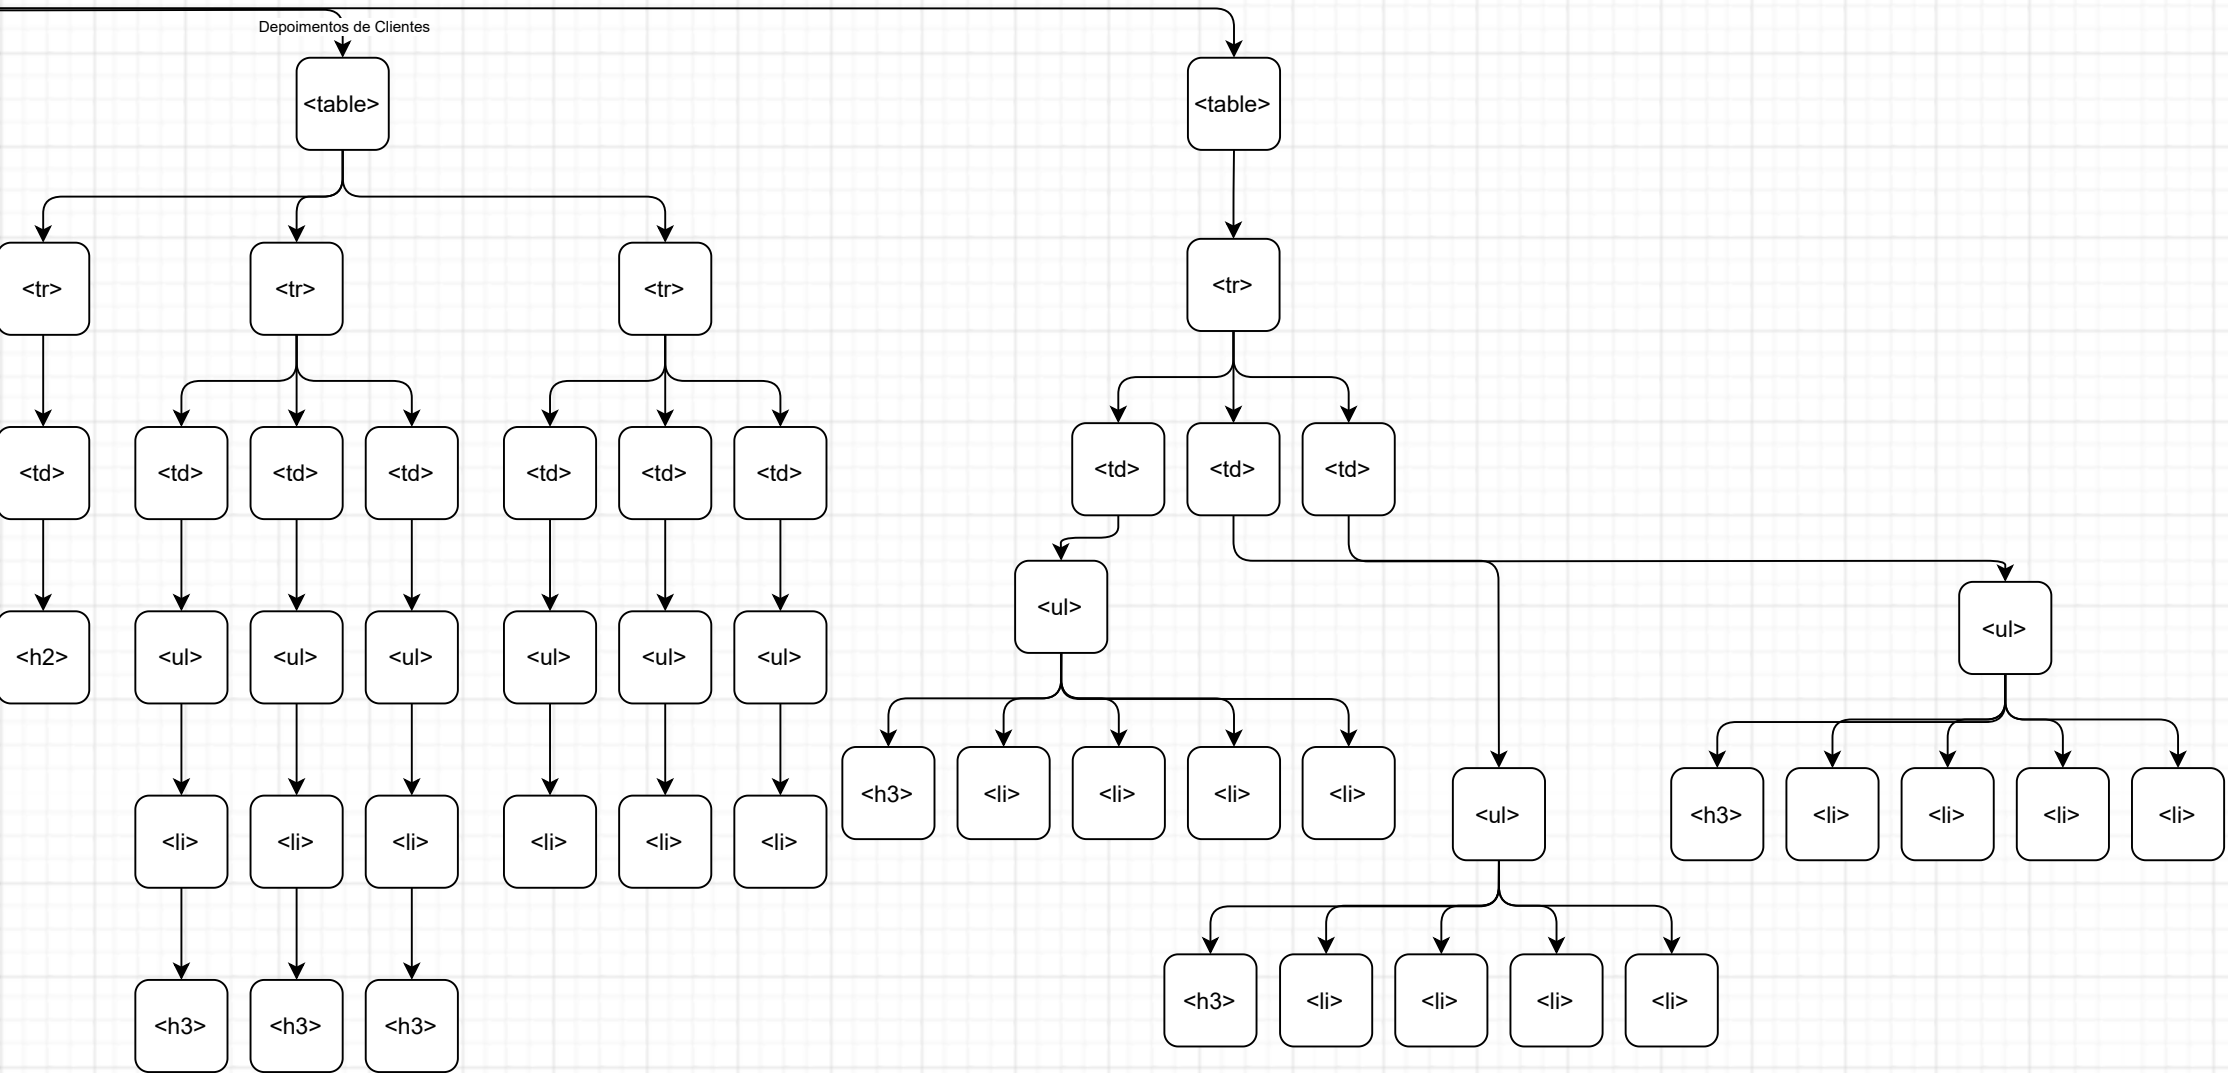 Depoimentos de Clientes
<table> <table>
<tr> <tr> <tr> <tr>
<td> <td> <td> <td> <td> <td> <td> <td> <td> <td>
<ul> <ul>
<h2> <ul> <ul> <ul> <ul> <ul> <ul>
<h3> <li> <li> <li> <li> <ul> <h3> <li> <li> <li> <li>
<li> <li> <li> <li> <li> <li>
<h3> <li> <li> <li> <li>
<h3> <h3> <h3>